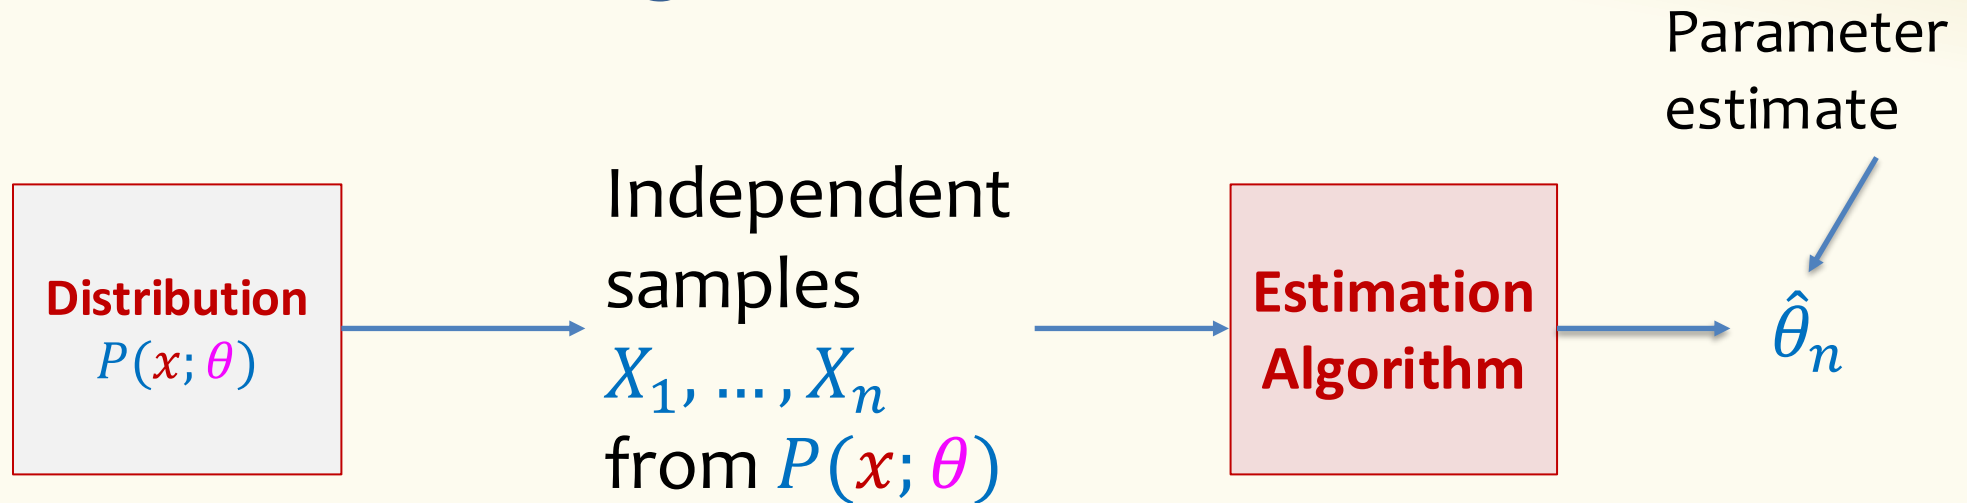 Parameter
estimate
Distribution
P(x; θ)
Independent
samples
X₁, … , Xₙ
from P(x; θ)
Estimation
Algorithm
θ̂ₙ